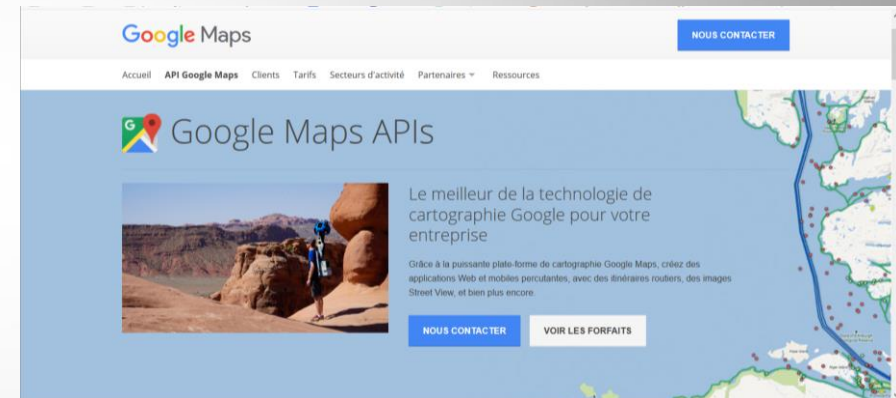 Google Maps
NOUS CONTACTER
Accueil API Google Maps Clients Tarifs Secteurs d'activité Partenaires Ressources
Google Maps APIs
Le meilleur de la technologie de
cartographie Google pour votre
entreprise
Grâce à la puissante plate-forme de cartographie Google Maps, créez des
applications Web et mobiles percutantes, avec des itinéraires routiers, des images
Street View, et bien plus encore.
NOUS CONTACTER VOIR LES FORFAITS